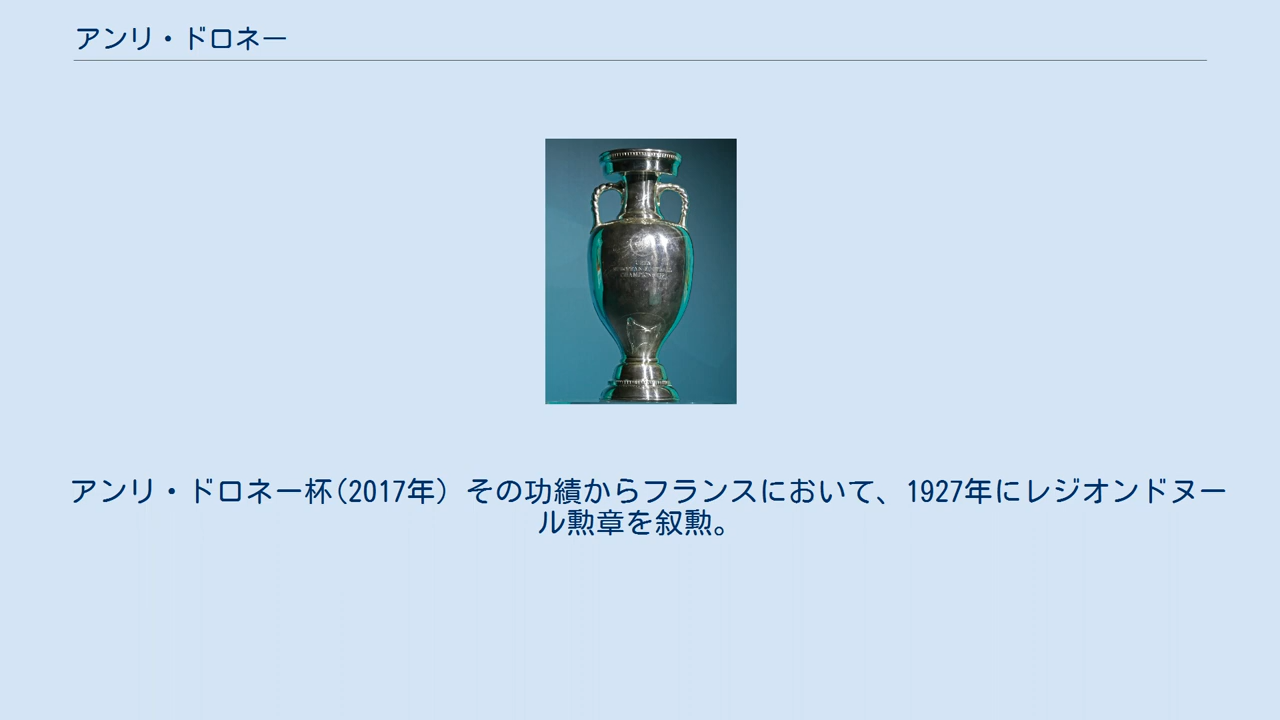 アンリ・ドロネー
アンリ・ドロネー杯(2017年) その功績からフランスにおいて、1927年にレジオンドヌー
ル勲章を叙勲。